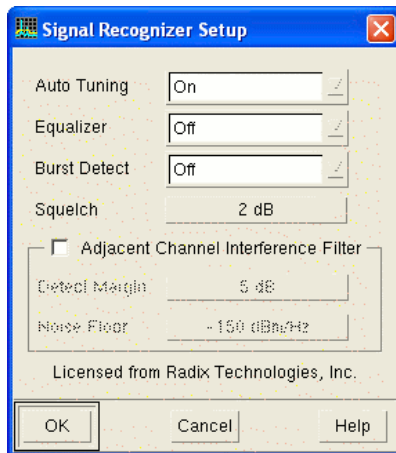 Signal Recognizer Setup
Auto Tuning On
Equalizer Off
Burst Detect Off
Squelch 2 dB
Adjacent Channel Interference Filter
Detect Margin 5 dB
Noise Floor -150 dBm/Hz
Licensed from Radix Technologies, Inc.
OK Cancel Help